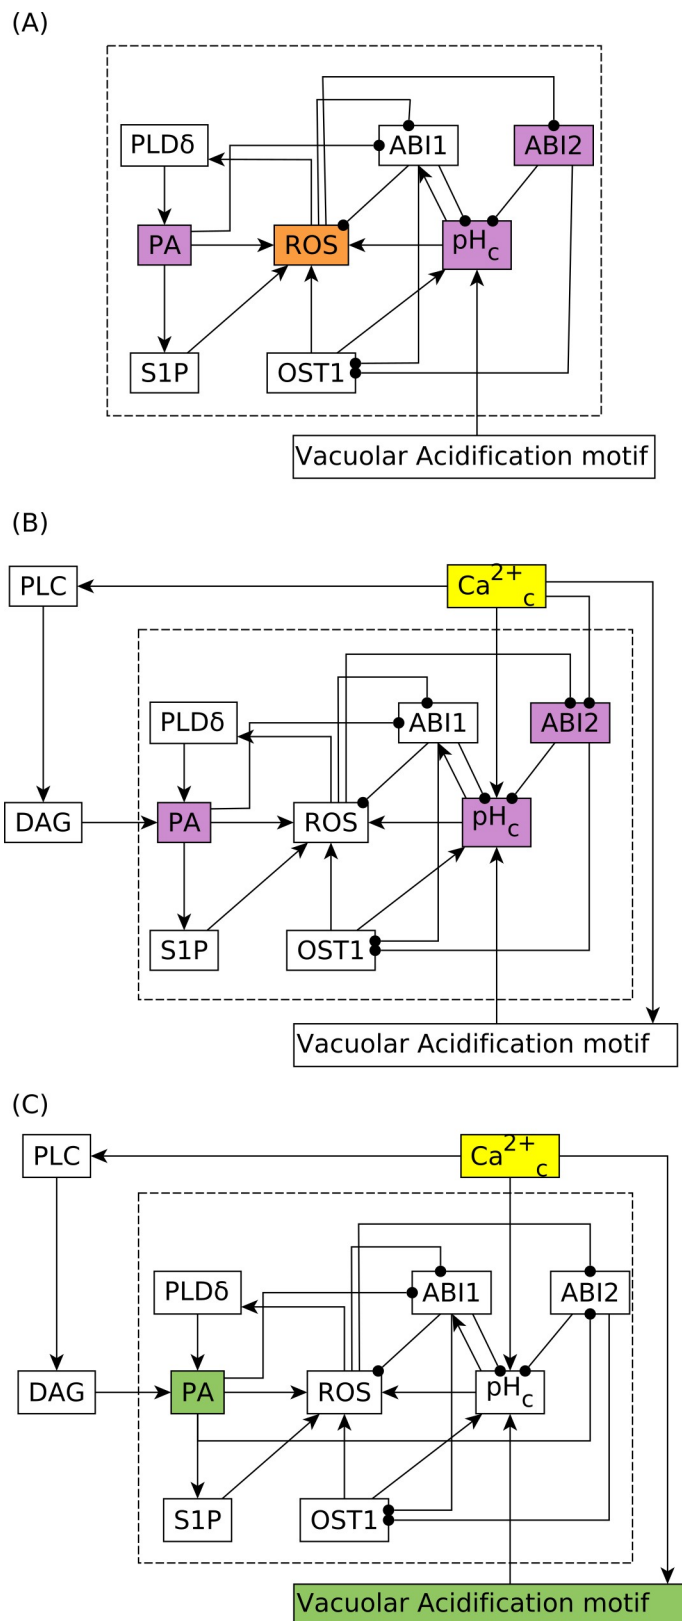 (A)
PLDδ
ABI1
ABI2
PA
ROS
pHc
S1P
OST1
Vacuolar Acidification motif
(B)
PLC
Ca2+c
PLDδ
ABI1
ABI2
DAG
PA
ROS
pHc
S1P
OST1
Vacuolar Acidification motif
(C)
PLC
Ca2+c
PLDδ
ABI1
ABI2
DAG
PA
ROS
pHc
S1P
OST1
Vacuolar Acidification motif